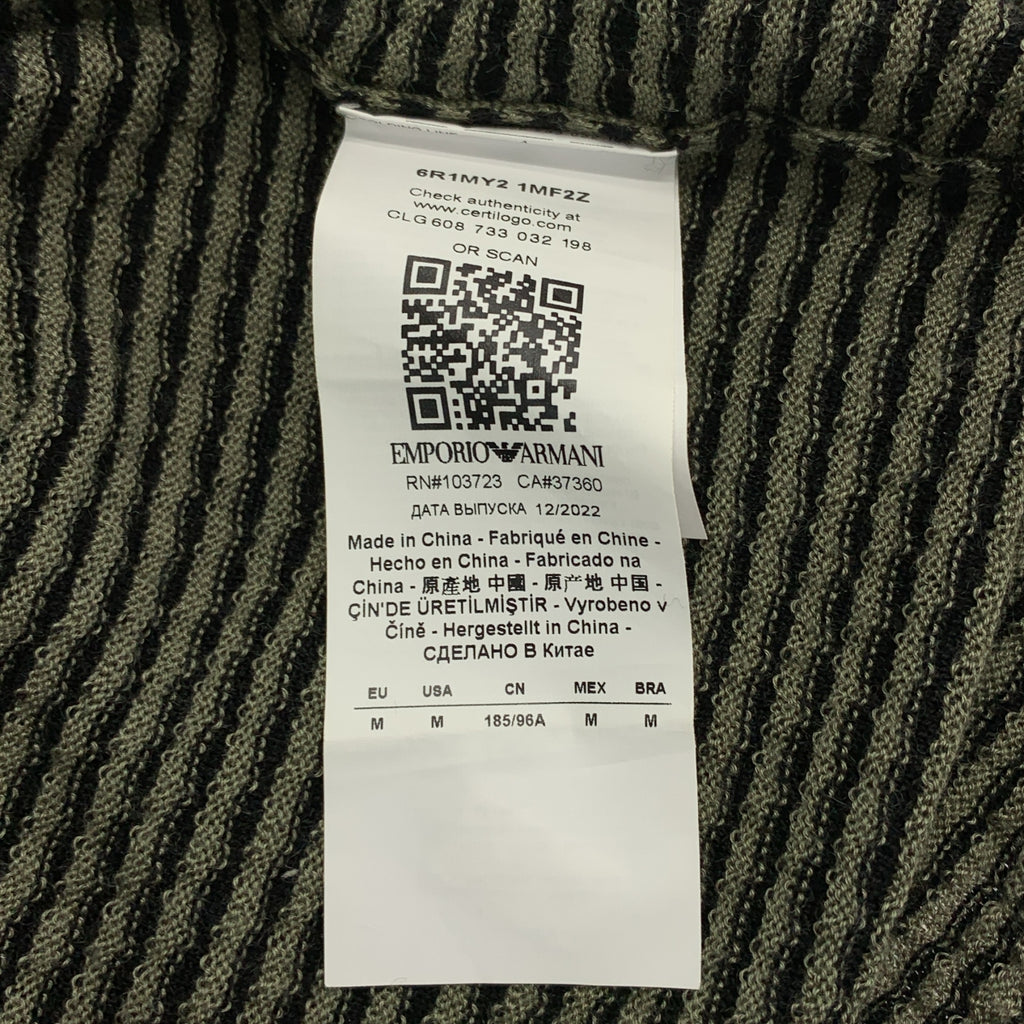 6R1MY2 1MF2Z
Check authenticity at
www.certilogo.com
CLG 608 733 032 198
OR SCAN
EMPORIO ARMANI
RN#103723 CA#37360
ДАТА ВЫПУСКА 12/2022
Made in China - Fabriqué en Chine -
Hecho en China - Fabricado na
China - 原產地 中國 - 原产地 中国 -
ÇİN'DE ÜRETİLMİŞTİR - Vyrobeno v
Číně - Hergestellt in China -
СДЕЛАНО В Китае
EU USA CN MEX BRA
M M 185/96A M M